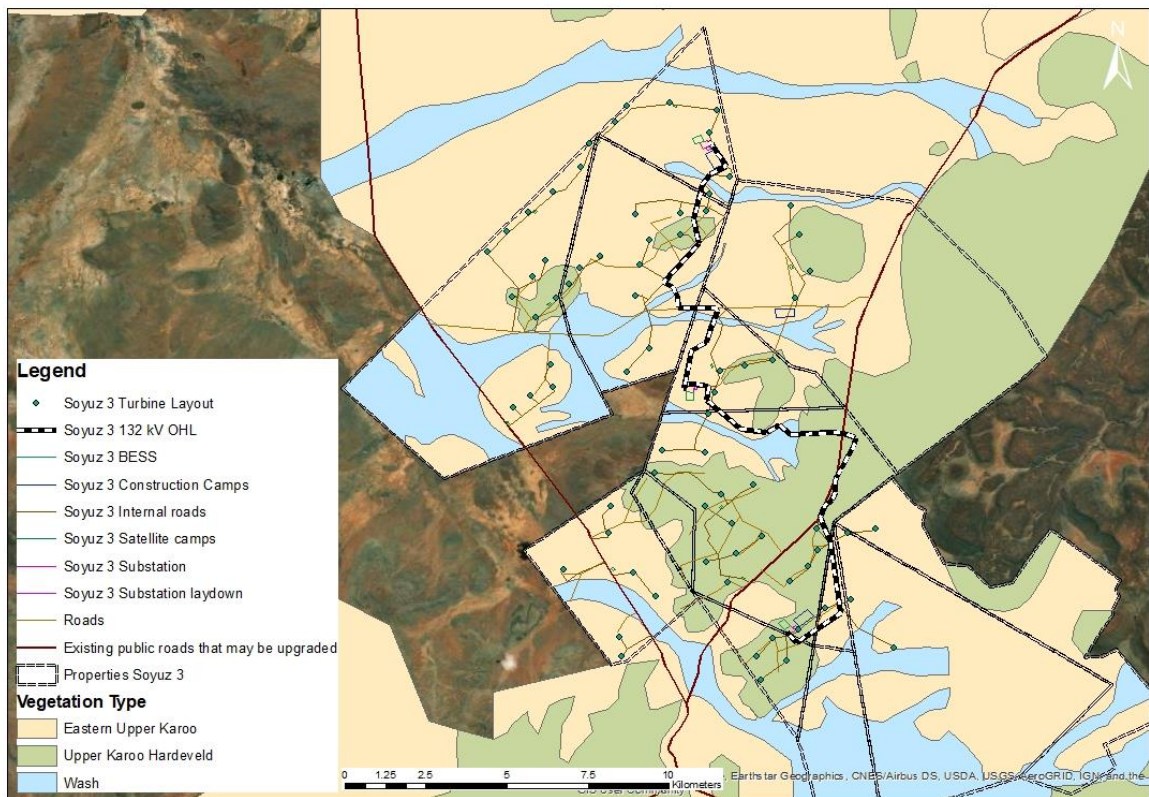 N
Legend
Soyuz 3 Turbine Layout
Soyuz 3 132 kV OHL
Soyuz 3 BESS
Soyuz 3 Construction Camps
Soyuz 3 Internal roads
Soyuz 3 Satellite camps
Soyuz 3 Substation
Soyuz 3 Substation laydown
Roads
Existing public roads that may be upgraded
Properties Soyuz 3
Vegetation Type
Eastern Upper Karoo
Upper Karoo Hardeveld
Wash
0 1.25 2.5 5 7.5 10
Kilometers
, Earthstar Geographics, CNES/Airbus DS, USDA, USGS, AeroGRID, IGN, and the
GIS User Community